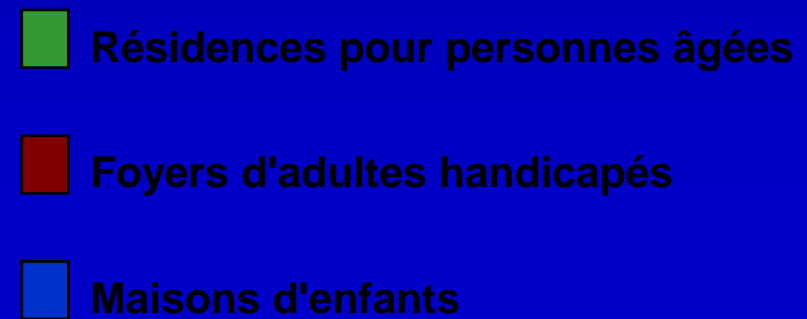 Résidences pour personnes âgées
Foyers d'adultes handicapés
Maisons d'enfants